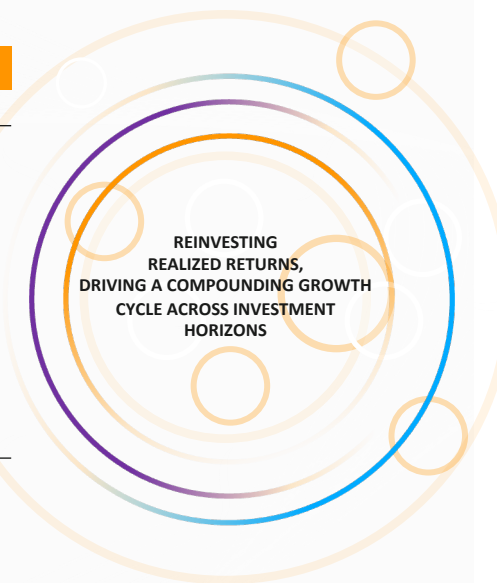 REINVESTING
REALIZED RETURNS,
DRIVING A COMPOUNDING GROWTH
CYCLE ACROSS INVESTMENT
HORIZONS